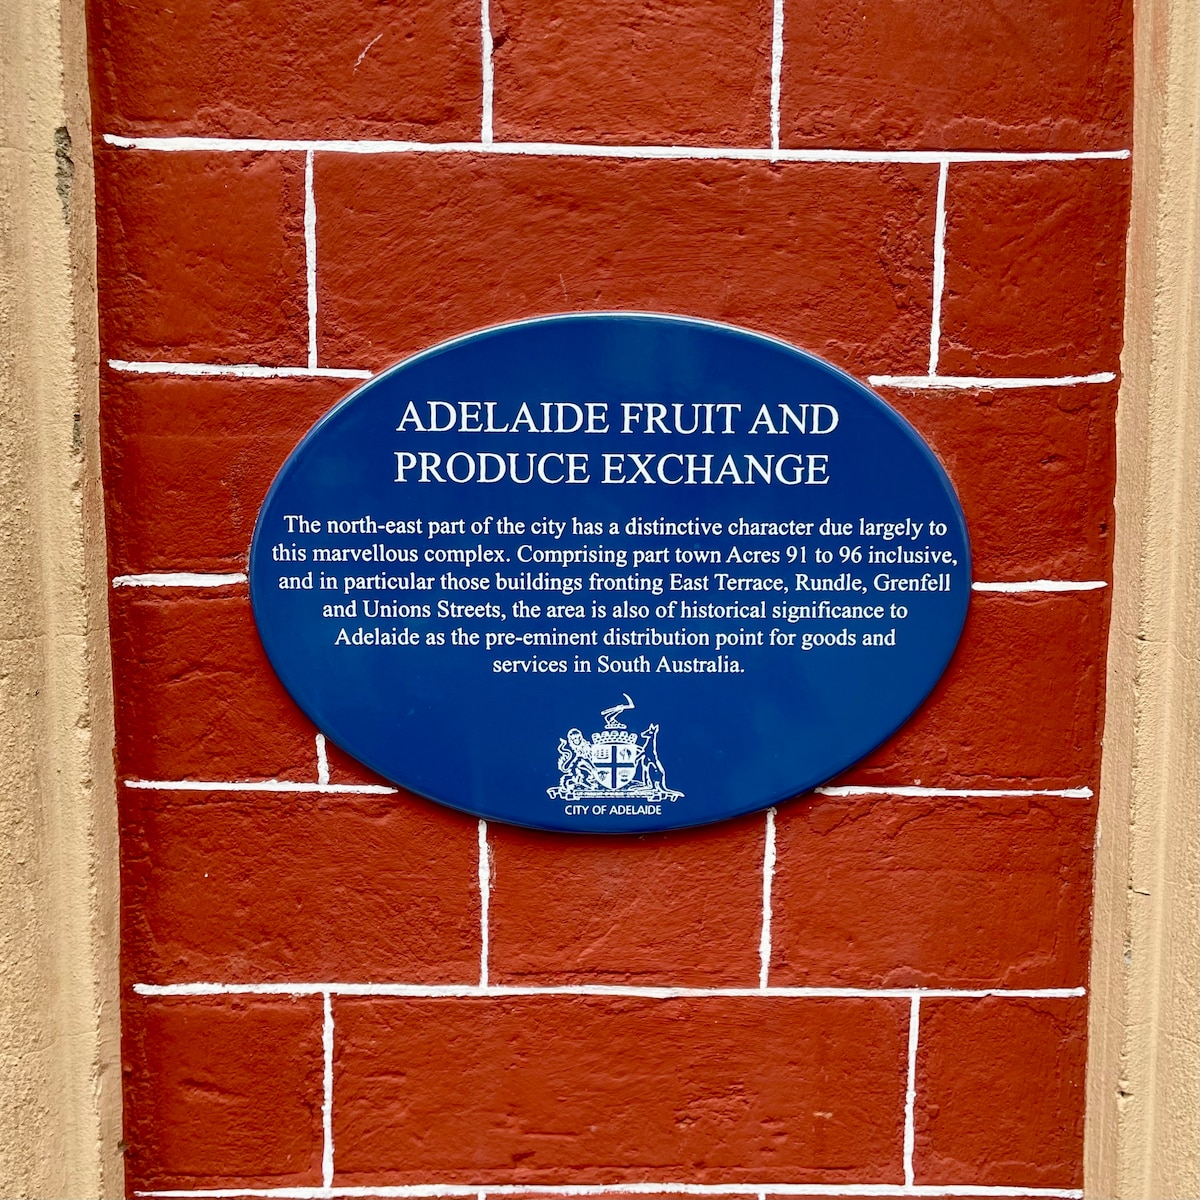 ADELAIDE FRUIT AND
PRODUCE EXCHANGE
The north-east part of the city has a distinctive character due largely to
this marvellous complex. Comprising part town Acres 91 to 96 inclusive,
and in particular those buildings fronting East Terrace, Rundle, Grenfell
and Unions Streets, the area is also of historical significance to
Adelaide as the pre-eminent distribution point for goods and
services in South Australia.
CITY OF ADELAIDE